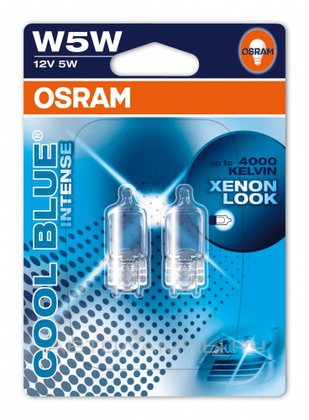 W5W
12V 5W
OSRAM
OSRAM
COOL BLUE®
INTENSE
up to 4000
KELVIN
XENON
LOOK